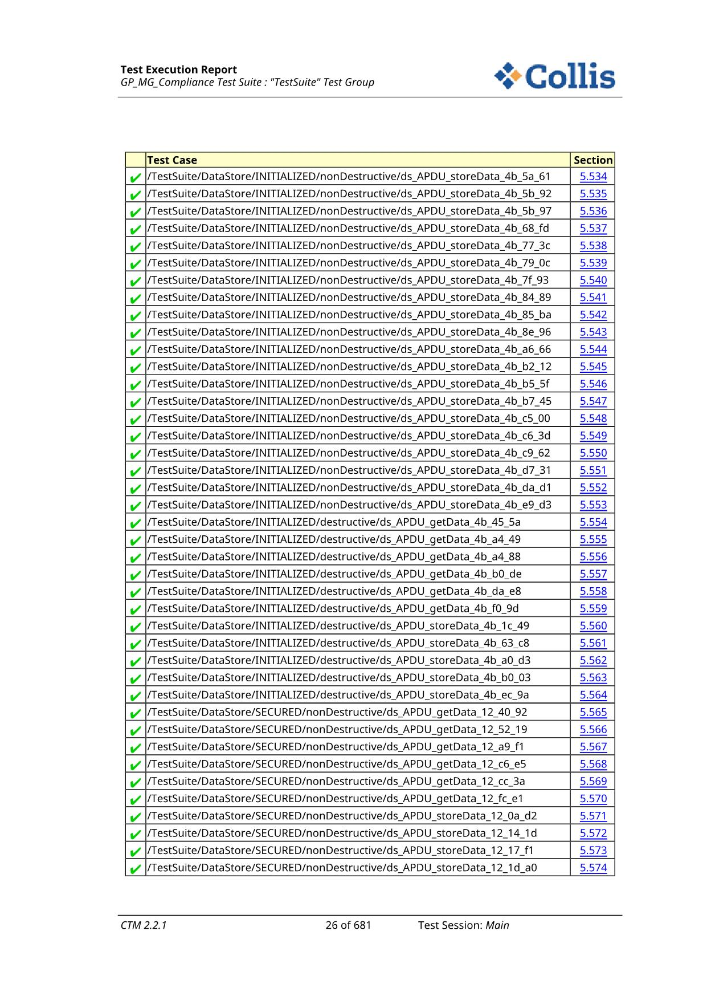 Test Execution Report
GP_MG_Compliance Test Suite : "TestSuite" Test Group
Collis
Test Case Section
✔ /TestSuite/DataStore/INITIALIZED/nonDestructive/ds_APDU_storeData_4b_5a_61 5.534
✔ /TestSuite/DataStore/INITIALIZED/nonDestructive/ds_APDU_storeData_4b_5b_92 5.535
✔ /TestSuite/DataStore/INITIALIZED/nonDestructive/ds_APDU_storeData_4b_5b_97 5.536
✔ /TestSuite/DataStore/INITIALIZED/nonDestructive/ds_APDU_storeData_4b_68_fd 5.537
✔ /TestSuite/DataStore/INITIALIZED/nonDestructive/ds_APDU_storeData_4b_77_3c 5.538
✔ /TestSuite/DataStore/INITIALIZED/nonDestructive/ds_APDU_storeData_4b_79_0c 5.539
✔ /TestSuite/DataStore/INITIALIZED/nonDestructive/ds_APDU_storeData_4b_7f_93 5.540
✔ /TestSuite/DataStore/INITIALIZED/nonDestructive/ds_APDU_storeData_4b_84_89 5.541
✔ /TestSuite/DataStore/INITIALIZED/nonDestructive/ds_APDU_storeData_4b_85_ba 5.542
✔ /TestSuite/DataStore/INITIALIZED/nonDestructive/ds_APDU_storeData_4b_8e_96 5.543
✔ /TestSuite/DataStore/INITIALIZED/nonDestructive/ds_APDU_storeData_4b_a6_66 5.544
✔ /TestSuite/DataStore/INITIALIZED/nonDestructive/ds_APDU_storeData_4b_b2_12 5.545
✔ /TestSuite/DataStore/INITIALIZED/nonDestructive/ds_APDU_storeData_4b_b5_5f 5.546
✔ /TestSuite/DataStore/INITIALIZED/nonDestructive/ds_APDU_storeData_4b_b7_45 5.547
✔ /TestSuite/DataStore/INITIALIZED/nonDestructive/ds_APDU_storeData_4b_c5_00 5.548
✔ /TestSuite/DataStore/INITIALIZED/nonDestructive/ds_APDU_storeData_4b_c6_3d 5.549
✔ /TestSuite/DataStore/INITIALIZED/nonDestructive/ds_APDU_storeData_4b_c9_62 5.550
✔ /TestSuite/DataStore/INITIALIZED/nonDestructive/ds_APDU_storeData_4b_d7_31 5.551
✔ /TestSuite/DataStore/INITIALIZED/nonDestructive/ds_APDU_storeData_4b_da_d1 5.552
✔ /TestSuite/DataStore/INITIALIZED/nonDestructive/ds_APDU_storeData_4b_e9_d3 5.553
✔ /TestSuite/DataStore/INITIALIZED/destructive/ds_APDU_getData_4b_45_5a 5.554
✔ /TestSuite/DataStore/INITIALIZED/destructive/ds_APDU_getData_4b_a4_49 5.555
✔ /TestSuite/DataStore/INITIALIZED/destructive/ds_APDU_getData_4b_a4_88 5.556
✔ /TestSuite/DataStore/INITIALIZED/destructive/ds_APDU_getData_4b_b0_de 5.557
✔ /TestSuite/DataStore/INITIALIZED/destructive/ds_APDU_getData_4b_da_e8 5.558
✔ /TestSuite/DataStore/INITIALIZED/destructive/ds_APDU_getData_4b_f0_9d 5.559
✔ /TestSuite/DataStore/INITIALIZED/destructive/ds_APDU_storeData_4b_1c_49 5.560
✔ /TestSuite/DataStore/INITIALIZED/destructive/ds_APDU_storeData_4b_63_c8 5.561
✔ /TestSuite/DataStore/INITIALIZED/destructive/ds_APDU_storeData_4b_a0_d3 5.562
✔ /TestSuite/DataStore/INITIALIZED/destructive/ds_APDU_storeData_4b_b0_03 5.563
✔ /TestSuite/DataStore/INITIALIZED/destructive/ds_APDU_storeData_4b_ec_9a 5.564
✔ /TestSuite/DataStore/SECURED/nonDestructive/ds_APDU_getData_12_40_92 5.565
✔ /TestSuite/DataStore/SECURED/nonDestructive/ds_APDU_getData_12_52_19 5.566
✔ /TestSuite/DataStore/SECURED/nonDestructive/ds_APDU_getData_12_a9_f1 5.567
✔ /TestSuite/DataStore/SECURED/nonDestructive/ds_APDU_getData_12_c6_e5 5.568
✔ /TestSuite/DataStore/SECURED/nonDestructive/ds_APDU_getData_12_cc_3a 5.569
✔ /TestSuite/DataStore/SECURED/nonDestructive/ds_APDU_getData_12_fc_e1 5.570
✔ /TestSuite/DataStore/SECURED/nonDestructive/ds_APDU_storeData_12_0a_d2 5.571
✔ /TestSuite/DataStore/SECURED/nonDestructive/ds_APDU_storeData_12_14_1d 5.572
✔ /TestSuite/DataStore/SECURED/nonDestructive/ds_APDU_storeData_12_17_f1 5.573
✔ /TestSuite/DataStore/SECURED/nonDestructive/ds_APDU_storeData_12_1d_a0 5.574
CTM 2.2.1 26 of 681 Test Session: Main